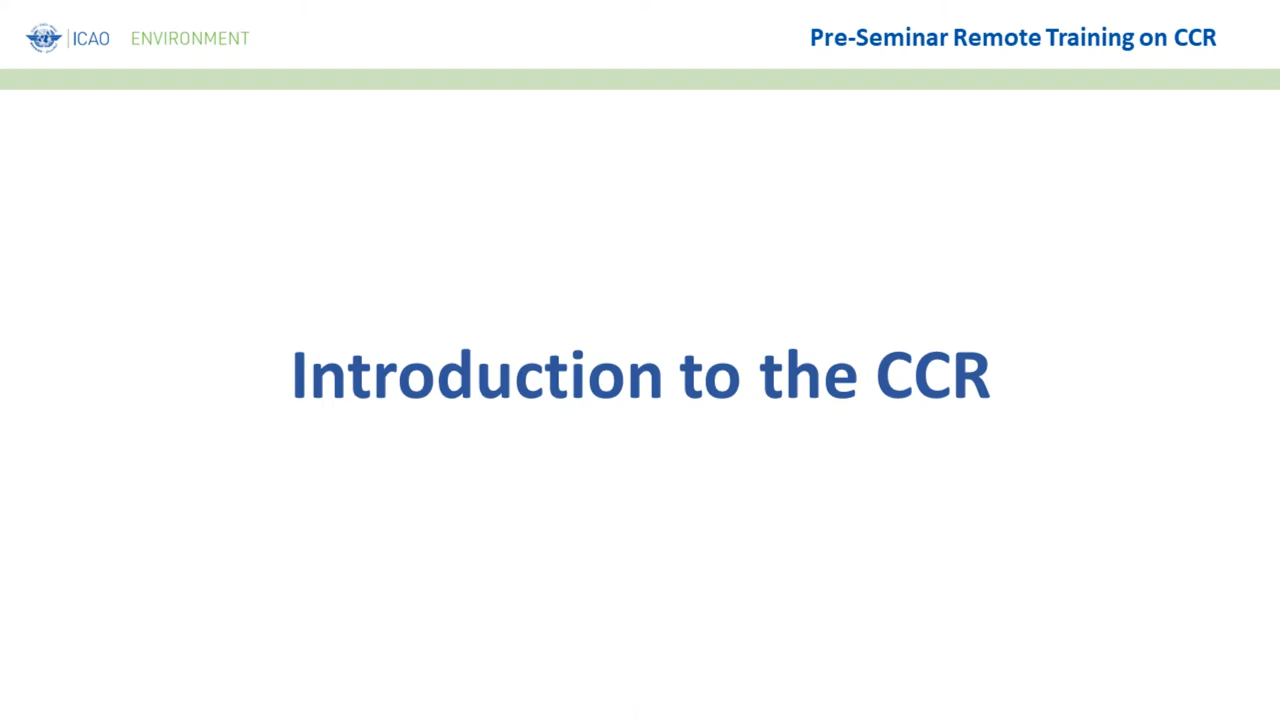 ICAO ENVIRONMENT
Pre-Seminar Remote Training on CCR
Introduction to the CCR